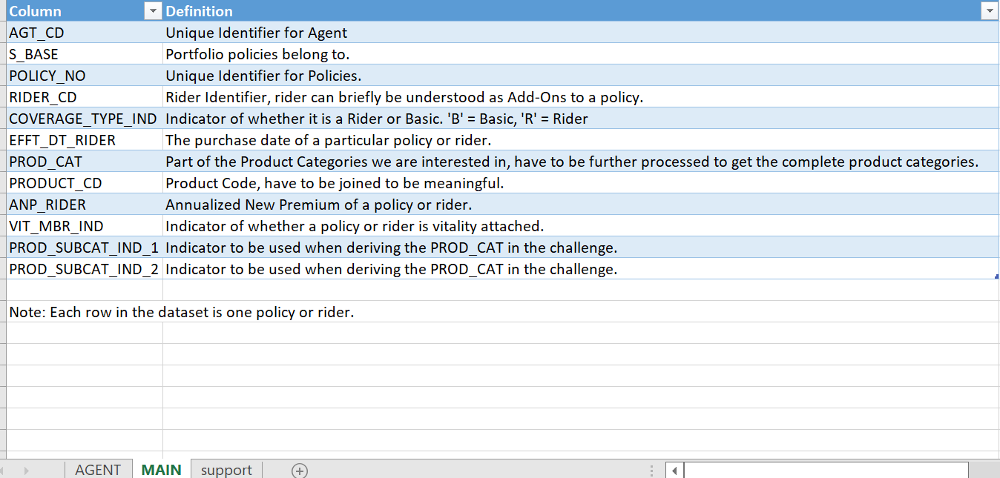 Column Definition
AGT_CD Unique Identifier for Agent
S_BASE Portfolio policies belong to.
POLICY_NO Unique Identifier for Policies.
RIDER_CD Rider Identifier, rider can briefly be understood as Add-Ons to a policy.
COVERAGE_TYPE_IND Indicator of whether it is a Rider or Basic. 'B' = Basic, 'R' = Rider
EFFT_DT_RIDER The purchase date of a particular policy or rider.
PROD_CAT Part of the Product Categories we are interested in, have to be further processed to get the complete product categories.
PRODUCT_CD Product Code, have to be joined to be meaningful.
ANP_RIDER Annualized New Premium of a policy or rider.
VIT_MBR_IND Indicator of whether a policy or rider is vitality attached.
PROD_SUBCAT_IND_1 Indicator to be used when deriving the PROD_CAT in the challenge.
PROD_SUBCAT_IND_2 Indicator to be used when deriving the PROD_CAT in the challenge.
Note: Each row in the dataset is one policy or rider.
AGENT MAIN support